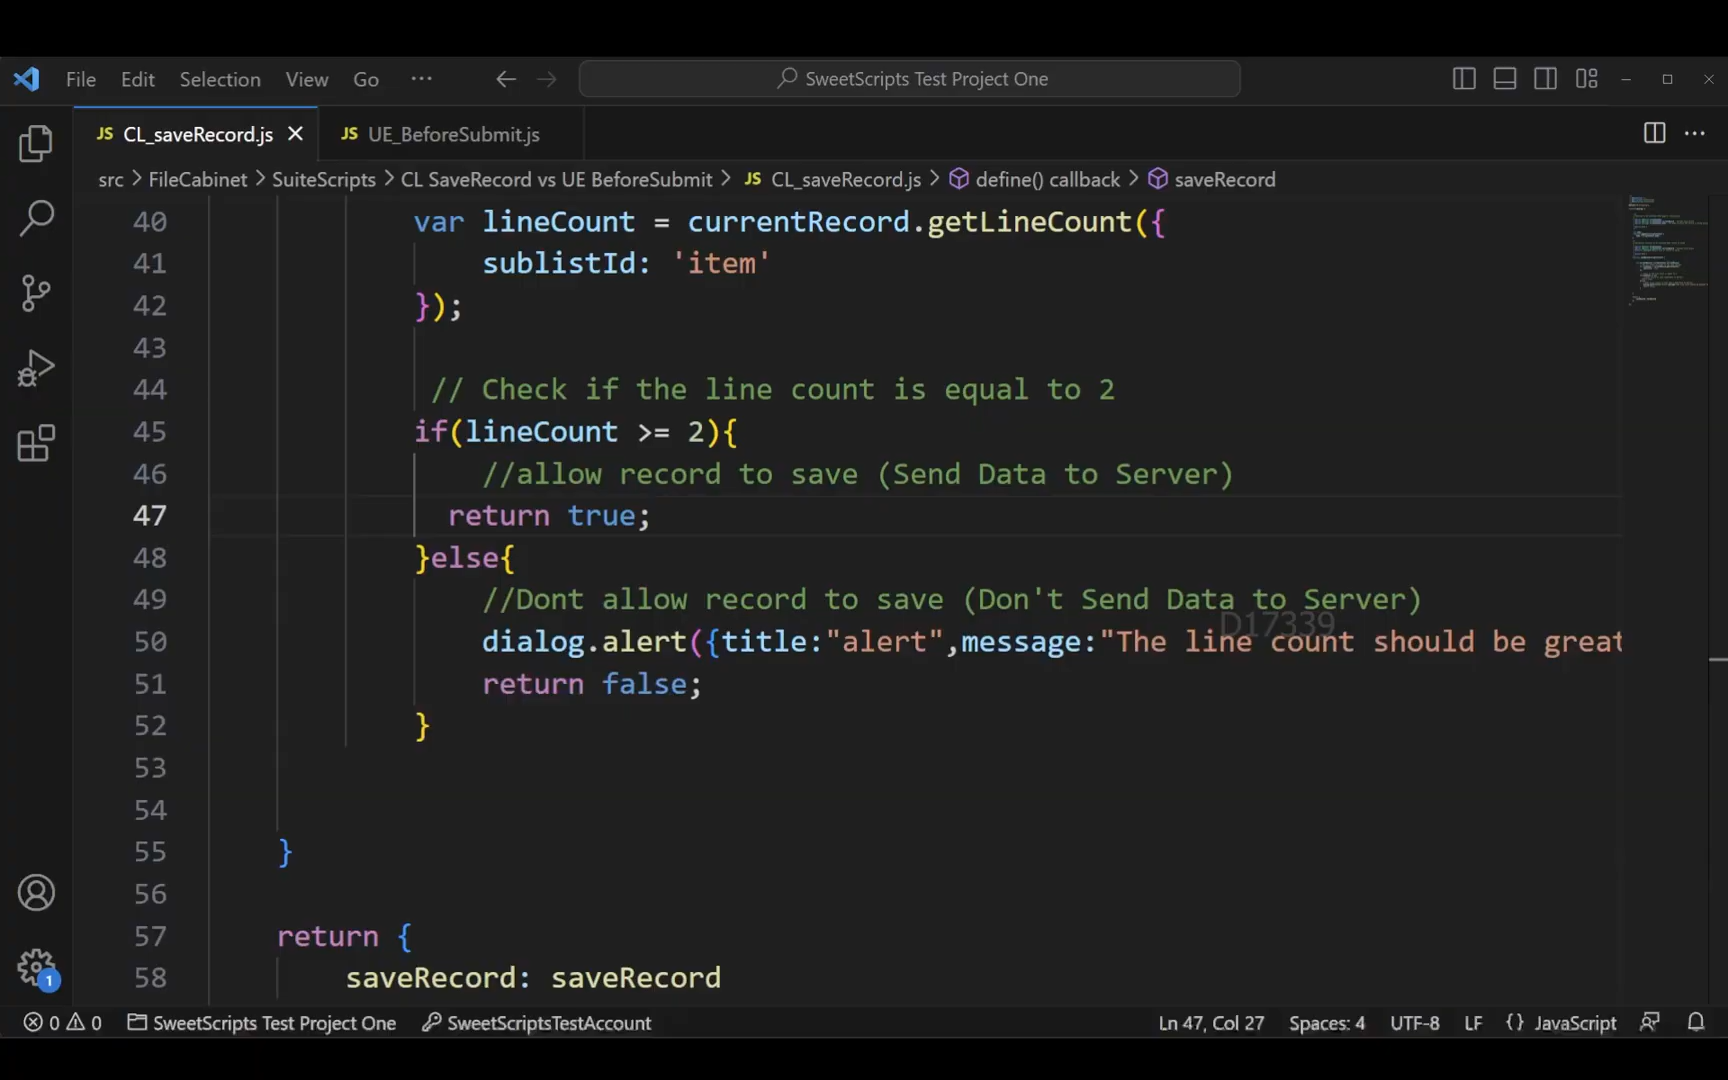 File Edit Selection View Go ··· SweetScripts Test Project One
JS CL_saveRecord.js JS UE_BeforeSubmit.js
src > FileCabinet > SuiteScripts > CL SaveRecord vs UE BeforeSubmit > JS CL_saveRecord.js > define() callback > saveRecord
40 var lineCount = currentRecord.getLineCount({
41 sublistId: 'item'
42 });
43
44 // Check if the line count is equal to 2
45 if(lineCount >= 2){
46 //allow record to save (Send Data to Server)
47 return true;
48 }else{
49 //Dont allow record to save (Don't Send Data to Server)
D17339
50 dialog.alert({title:"alert",message:"The line count should be great
51 return false;
52 }
53
54
55 }
56
57 return {
58 saveRecord: saveRecord
1
0 0 SweetScripts Test Project One SweetScriptsTestAccount Ln 47, Col 27 Spaces: 4 UTF-8 LF {} JavaScript